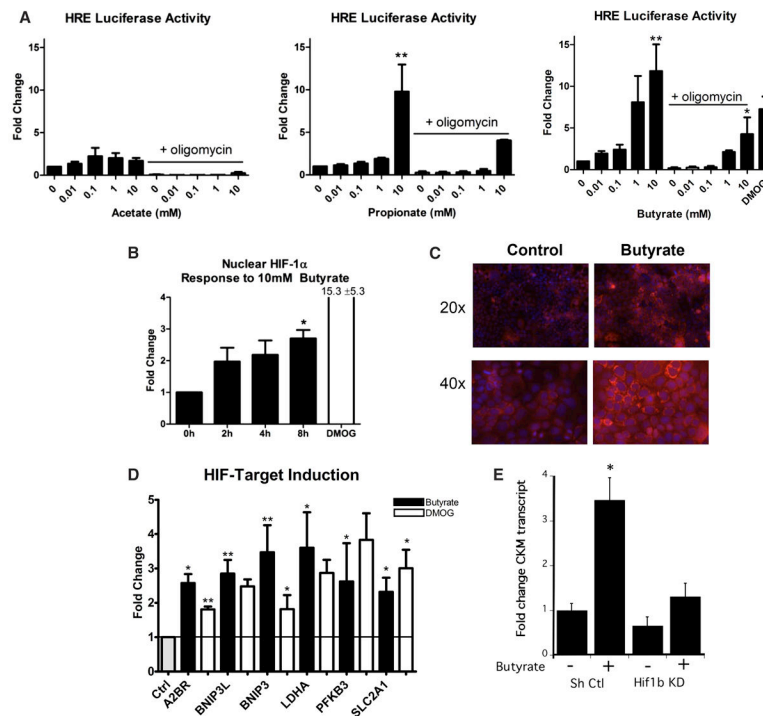 A
HRE Luciferase Activity
Fold Change
15
10
5
0
**
+ oligomycin
0
0.01
0.1
1
10
0
0.01
0.1
1
10
Acetate (mM)
HRE Luciferase Activity
Fold Change
15
10
5
0
**
+ oligomycin
0
0.01
0.1
1
10
0
0.01
0.1
1
10
Propionate (mM)
HRE Luciferase Activity
Fold Change
15
10
5
0
**
+ oligomycin
*
0
0.01
0.1
1
10
0
0.01
0.1
1
10
DMOG
Butyrate (mM)
B
Nuclear HIF-1α
Response to 10mM Butyrate
15.3 ±5.3
Fold Change
4
3
2
1
0
*
0h
2h
4h
8h
DMOG
C
Control
Butyrate
20x
40x
D
HIF-Target Induction
Butyrate
DMOG
Fold Change
5
4
3
2
1
0
*
**
**
**
*
*
*
*
*
Ctrl
A2BR
BNIP3L
BNIP3
LDHA
PFKB3
SLC2A1
E
Fold change CKM transcript
4
3
2
1
0
*
Butyrate
-
+
-
+
Sh Ctl
Hif1b KD